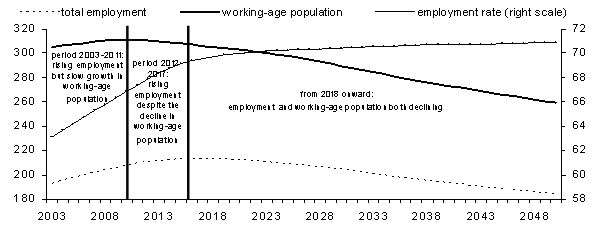 total employment working-age population employment rate (right scale)
320 72
300 70
280 68
260 66
240 64
220 62
200 60
180 58
period 2003-2011:
rising employment
but slow growth in
working-age
population
period 2012-
2017:
rising
employment
despite the
decline in
working-age
population
from 2018 onward:
employment and working-age population both declining
2003 2008 2013 2018 2023 2028 2033 2038 2043 2048